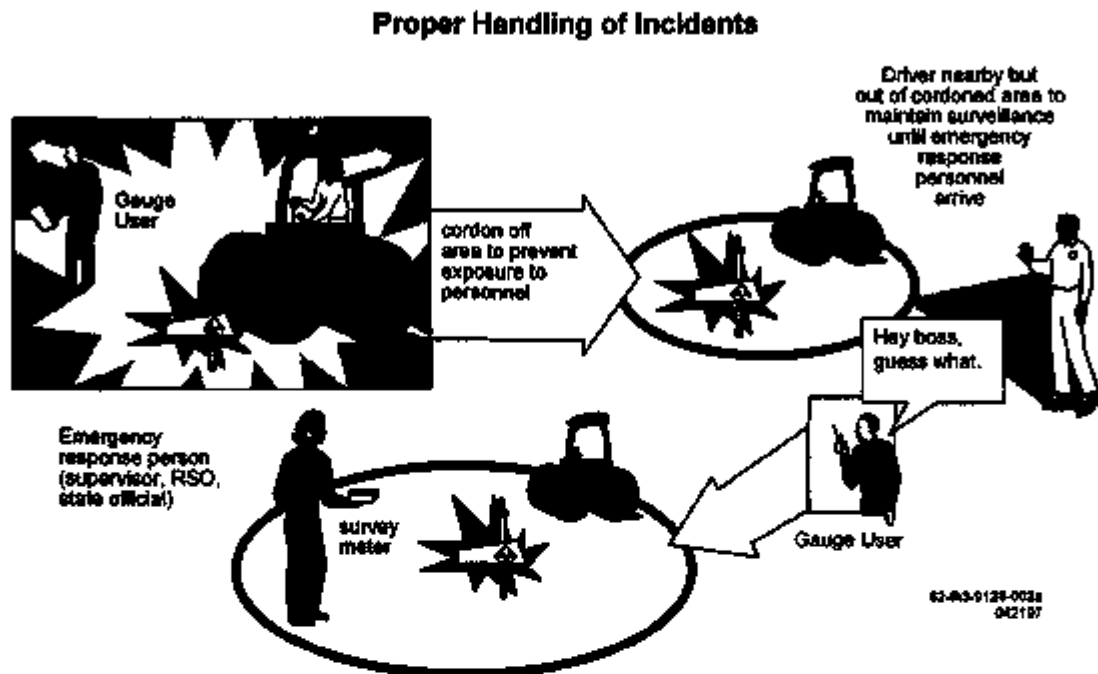 Proper Handling of Incidents
Driver nearby but
out of cordoned area to
maintain surveillance
until emergency
response
personnel
arrive
Gauge
User
cordon off
area to prevent
exposure to
personnel
Hey boss,
guess what.
Emergency
response person
(supervisor, RSO,
state official)
survey
meter
Gauge User
042197